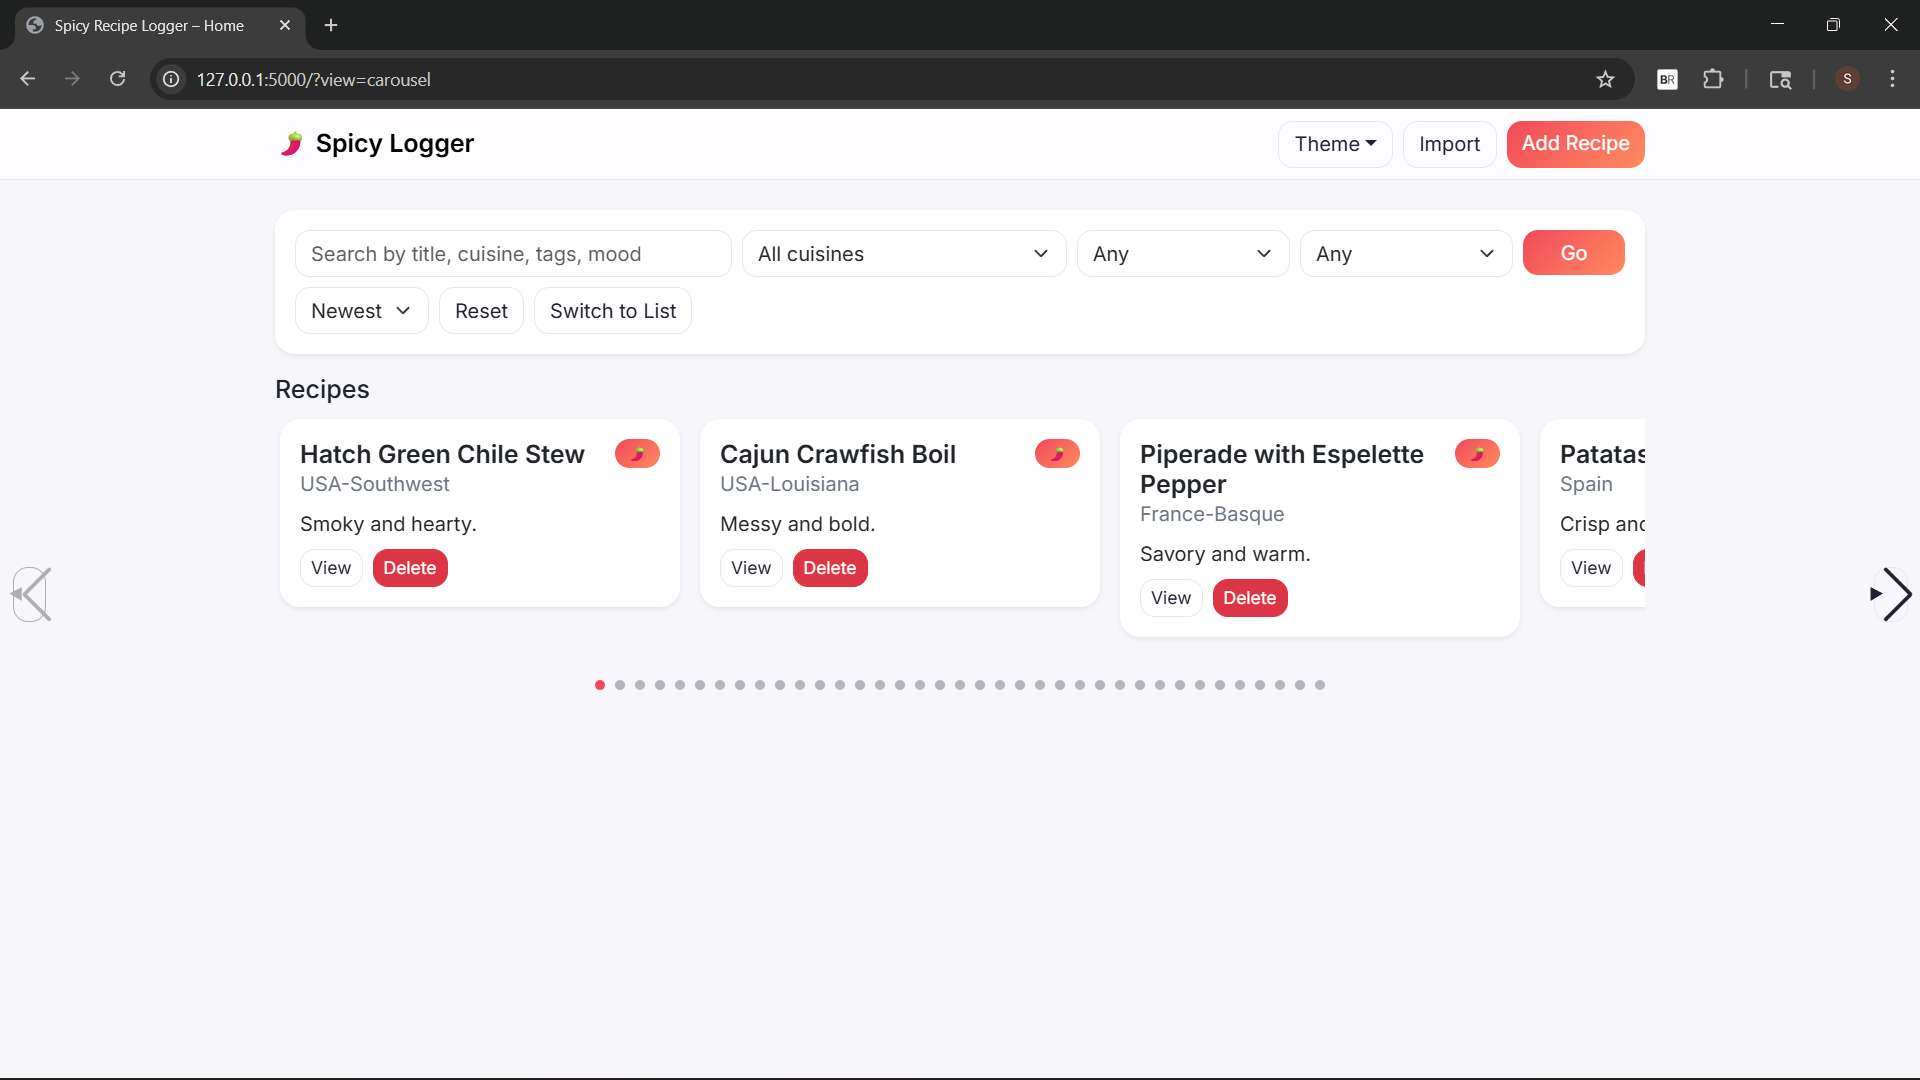 Spicy Recipe Logger – Home
127.0.0.1:5000/?view=carousel
BR
S
Spicy Logger
Theme
Import
Add Recipe
Search by title, cuisine, tags, mood
All cuisines
Any
Any
Go
Newest
Reset
Switch to List
Recipes
Hatch Green Chile Stew
USA-Southwest
Smoky and hearty.
View
Delete
Cajun Crawfish Boil
USA-Louisiana
Messy and bold.
View
Delete
Piperade with Espelette
Pepper
France-Basque
Savory and warm.
View
Delete
Patatas
Spain
Crisp and
View